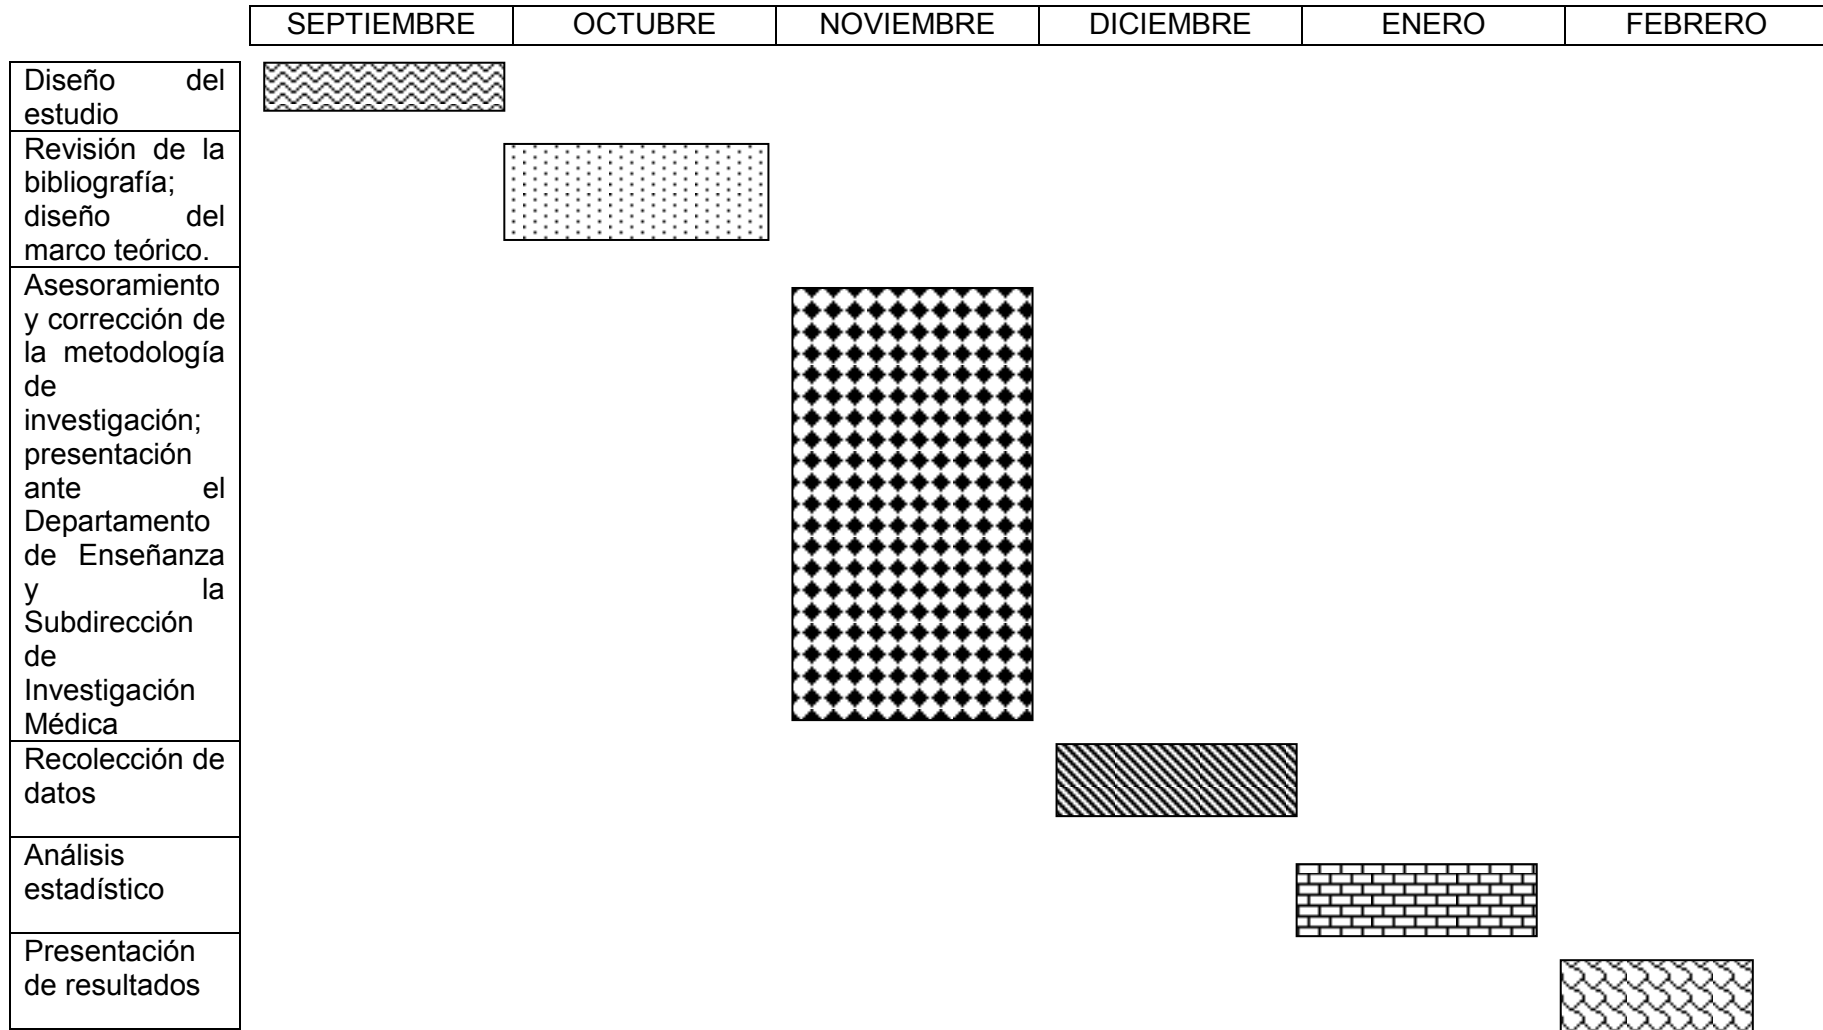 SEPTIEMBRE OCTUBRE NOVIEMBRE DICIEMBRE ENERO FEBRERO
Diseño del
estudio
Revisión de la
bibliografía;
diseño del
marco teórico.
Asesoramiento
y corrección de
la metodología
de
investigación;
presentación
ante el
Departamento
de Enseñanza
y la
Subdirección
de
Investigación
Médica
Recolección de
datos
Análisis
estadístico
Presentación
de resultados